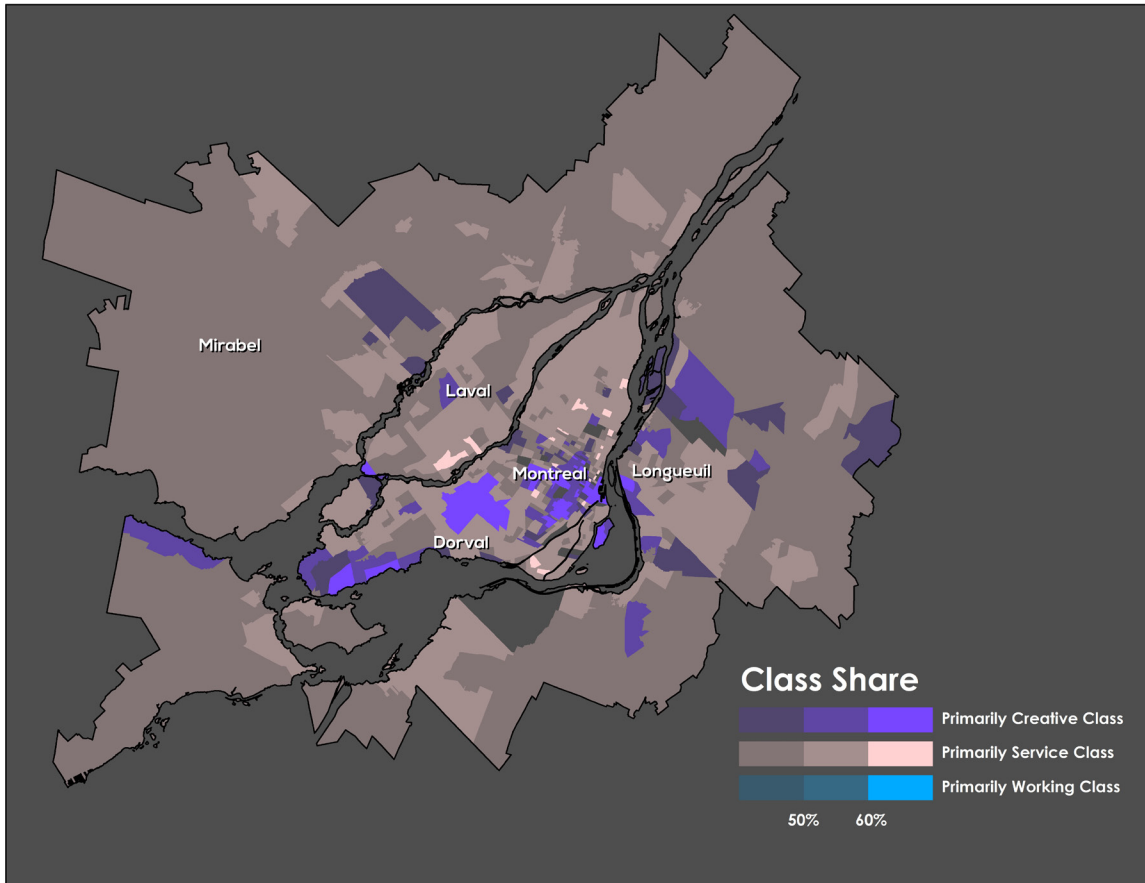 Mirabel
Laval
Montreal
Longueuil
Dorval
Class Share
Primarily Creative Class
Primarily Service Class
Primarily Working Class
50% 60%